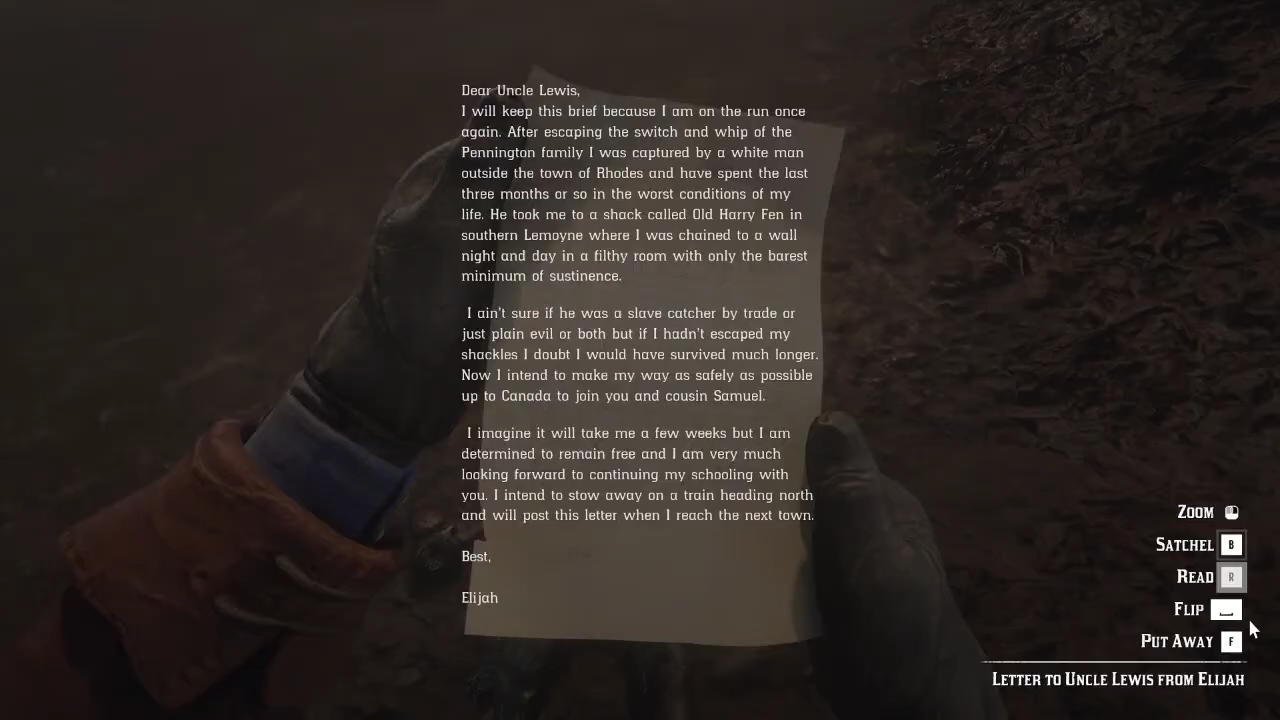 Dear Uncle Lewis,
I will keep this brief because I am on the run once
again. After escaping the switch and whip of the
Pennington family I was captured by a white man
outside the town of Rhodes and have spent the last
three months or so in the worst conditions of my
life. He took me to a shack called Old Harry Fen in
southern Lemoyne where I was chained to a wall
night and day in a filthy room with only the barest
minimum of sustinence.
I ain't sure if he was a slave catcher by trade or
just plain evil or both but if I hadn't escaped my
shackles I doubt I would have survived much longer.
Now I intend to make my way as safely as possible
up to Canada to join you and cousin Samuel.
I imagine it will take me a few weeks but I am
determined to remain free and I am very much
looking forward to continuing my schooling with
you. I intend to stow away on a train heading north
and will post this letter when I reach the next town.
Best,
Elijah
Zoom
Satchel B
Read R
Flip
Put Away F
Letter to Uncle Lewis from Elijah